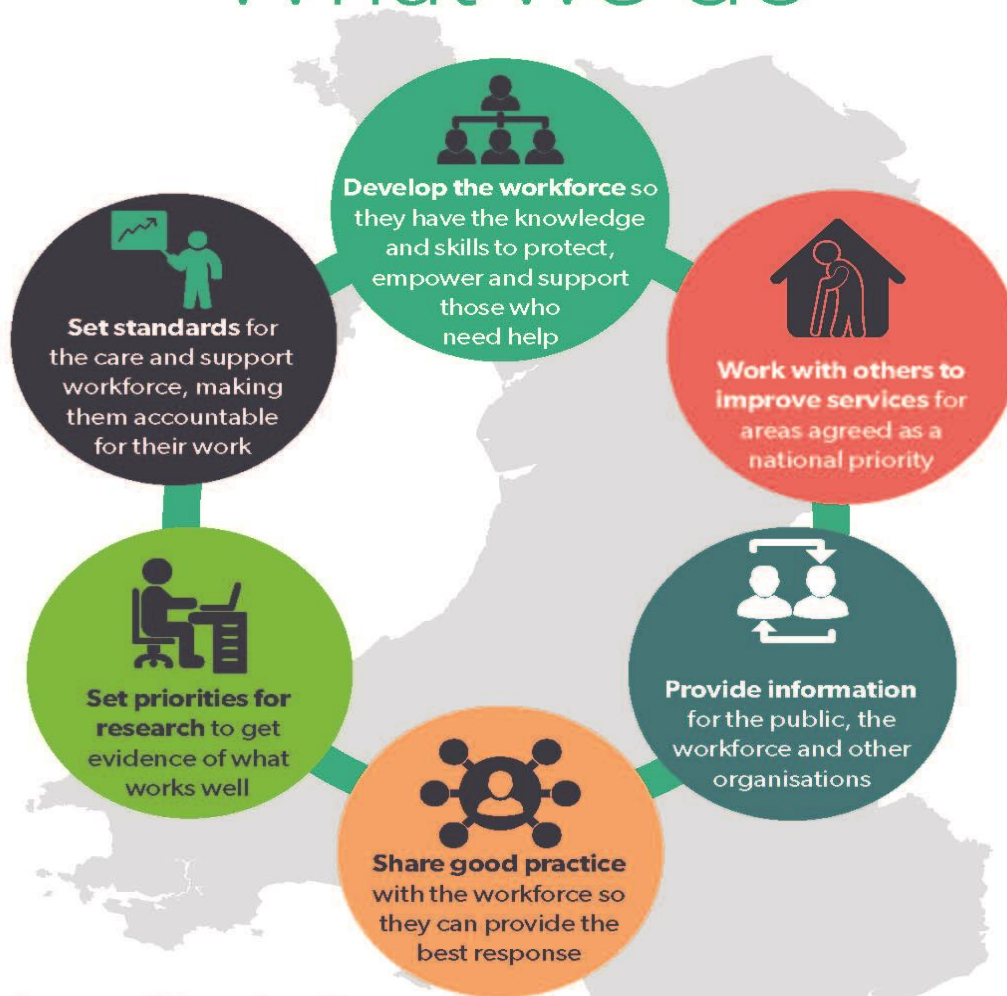 What we do
Develop the workforce so
they have the knowledge
and skills to protect,
empower and support
those who
need help
Work with others to
improve services for
areas agreed as a
national priority
Provide information
for the public, the
workforce and other
organisations
Share good practice
with the workforce so
they can provide the
best response
Set priorities for
research to get
evidence of what
works well
Set standards for
the care and support
workforce, making
them accountable
for their work